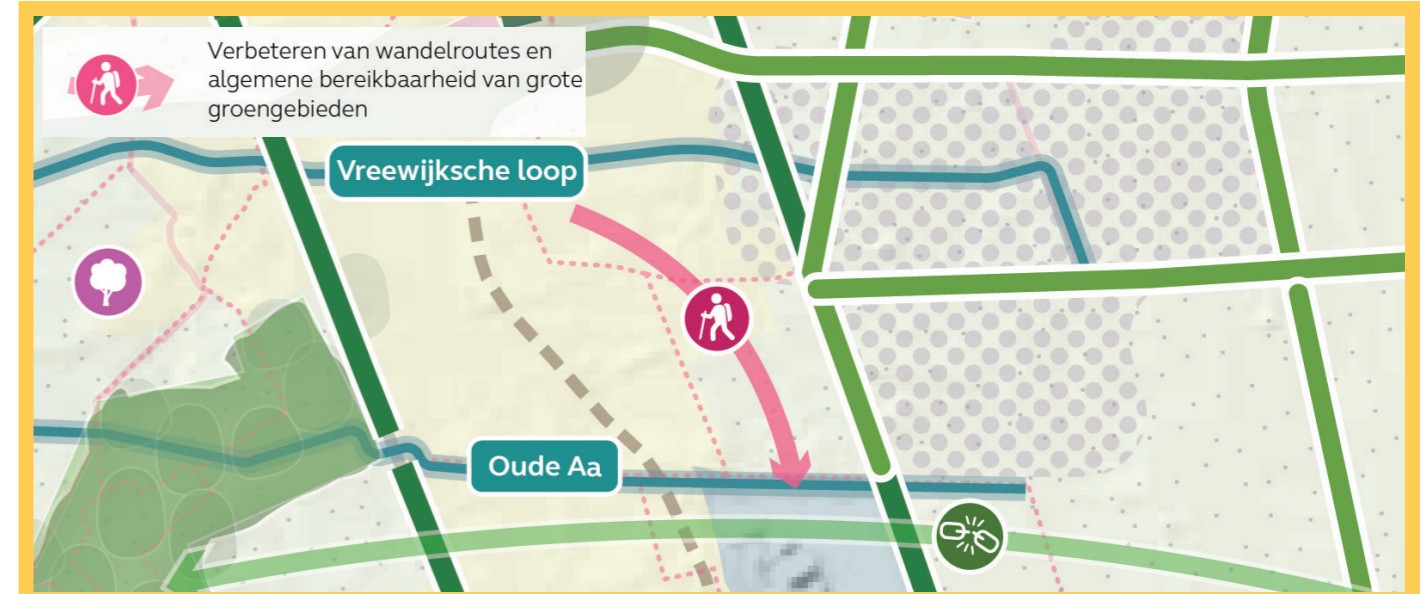 Verbeteren van wandelroutes en
algemene bereikbaarheid van grote
groengebieden
Vreewijksche loop
Oude Aa